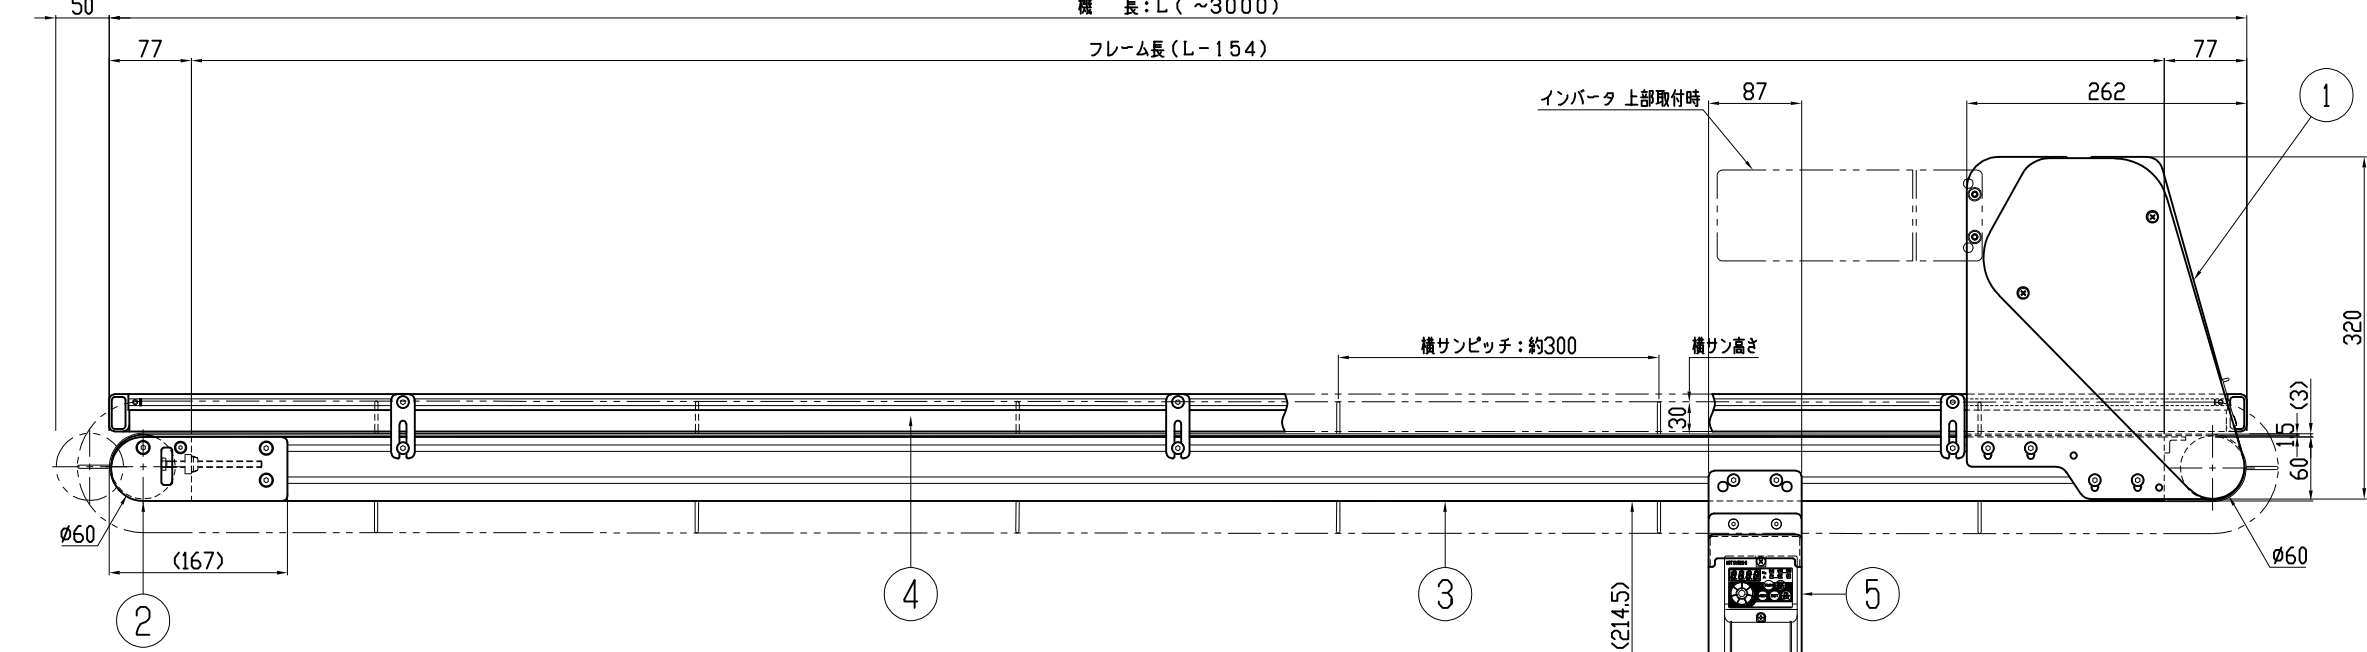 50
機 長:L(~3000)
77
フレーム長(L-154)
77
インバータ 上部取付時
87
262
1
320
横サンピッチ:約300
横サン高さ
30
(3)
1.5
60
ø60
(167)
2
4
3
(214.5)
5
ø60